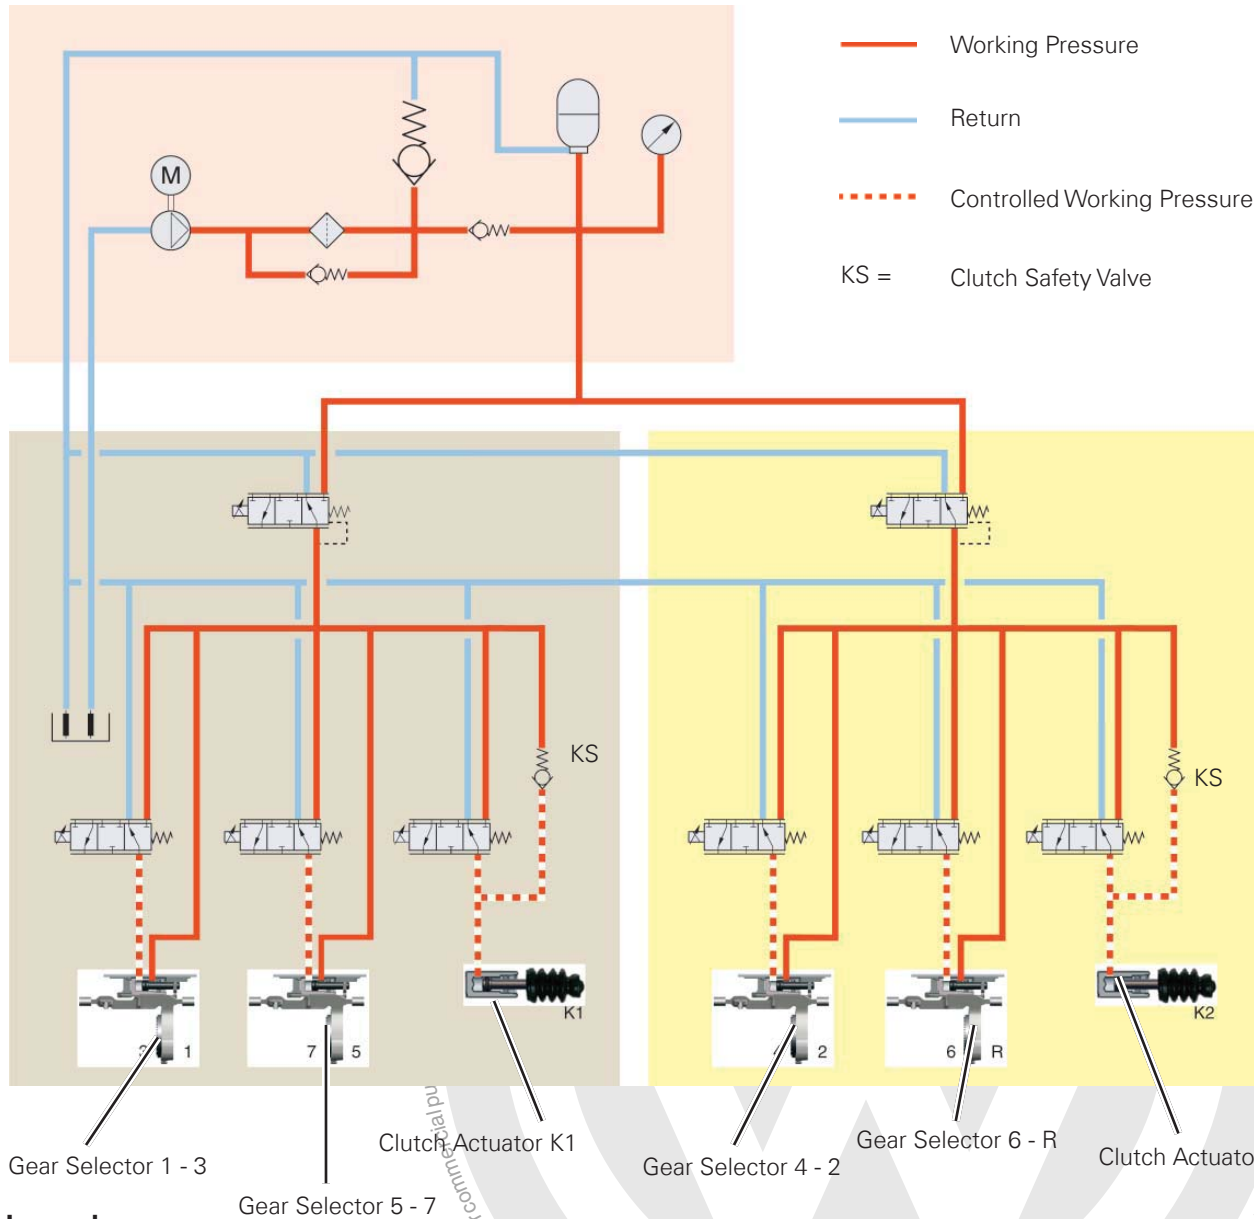 Working Pressure
Return
Controlled Working Pressure
KS = Clutch Safety Valve
M
KS
KS
K1
K2
1
7 5
2
6 R
Gear Selector 1 - 3
Gear Selector 5 - 7
Clutch Actuator K1
Gear Selector 4 - 2
Gear Selector 6 - R
Clutch Actuato